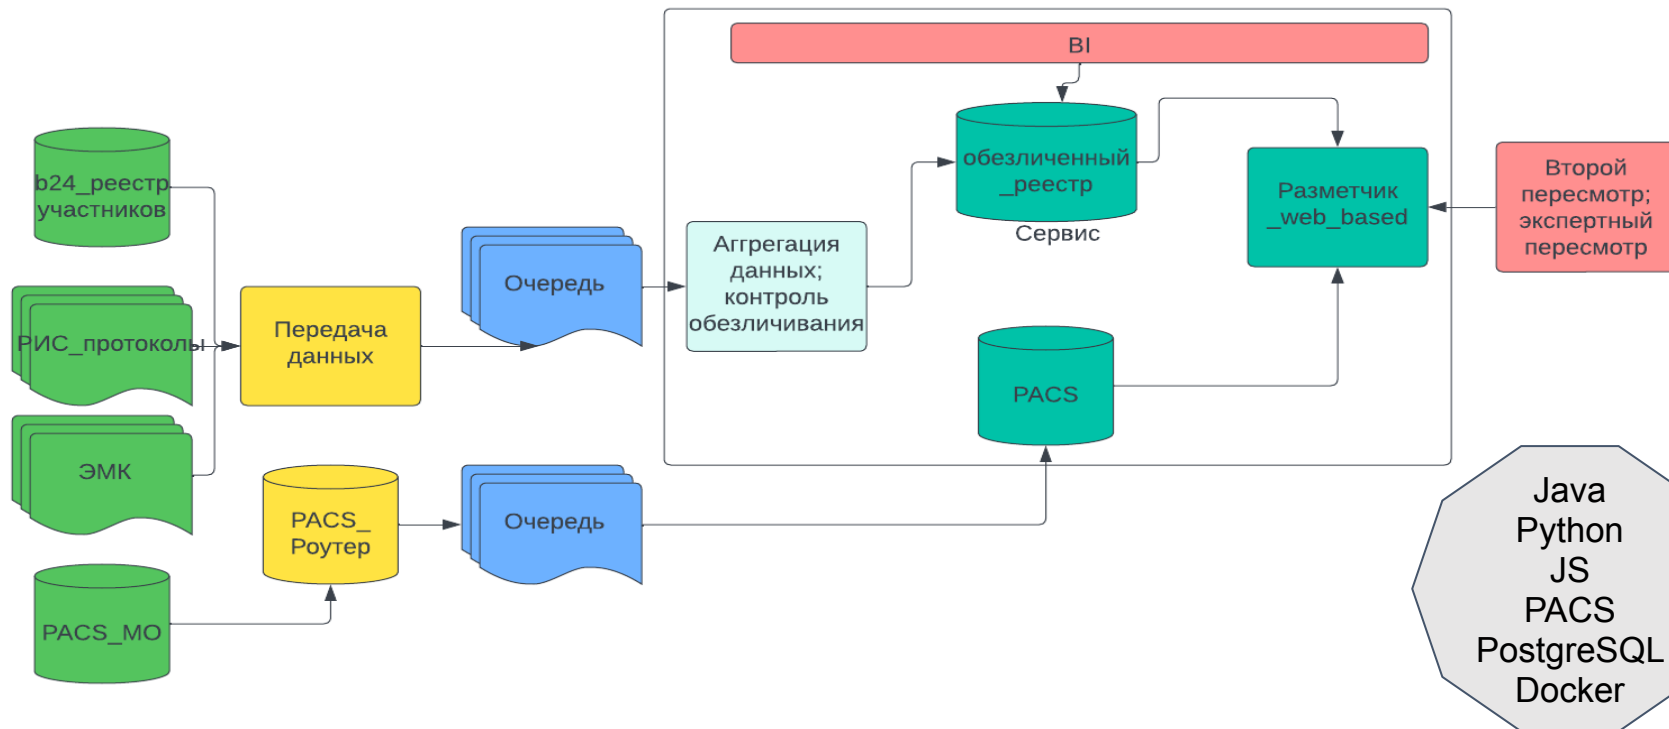 BI
b24_реестр
участников
обезличенный
_реестр
Сервис
Разметчик
_web_based
Второй
пересмотр;
экспертный
пересмотр
Очередь
Аггрегация
данных;
контроль
обезличивания
РИС_протоколы
Передача
данных
PACS
ЭМК
PACS_
Роутер
Очередь
PACS_МО
Java
Python
JS
PACS
PostgreSQL
Docker